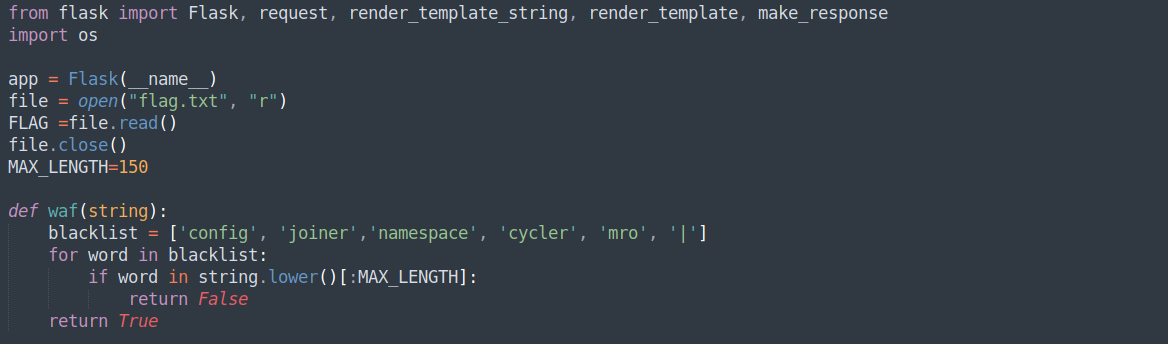 from flask import Flask, request, render_template_string, render_template, make_response
import os
app = Flask(__name__)
file = open("flag.txt", "r")
FLAG =file.read()
file.close()
MAX_LENGTH=150
def waf(string):
    blacklist = ['config', 'joiner','namespace', 'cycler', 'mro', '|']
    for word in blacklist:
        if word in string.lower()[:MAX_LENGTH]:
            return False
    return True